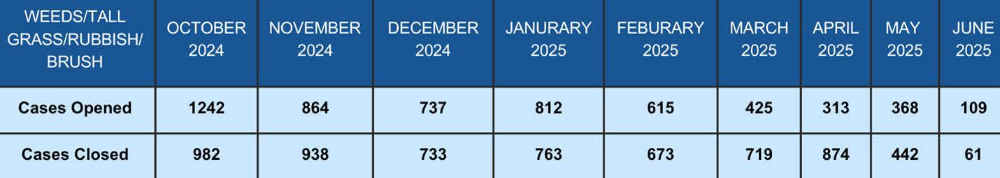 WEEDS/TALL GRASS/RUBBISH/ BRUSH OCTOBER 2024 NOVEMBER 2024 DECEMBER 2024 JANURARY 2025 FEBURARY 2025 MARCH 2025 APRIL 2025 MAY 2025 JUNE 2025
Cases Opened 1242 864 737 812 615 425 313 368 109
Cases Closed 982 938 733 763 673 719 874 442 61